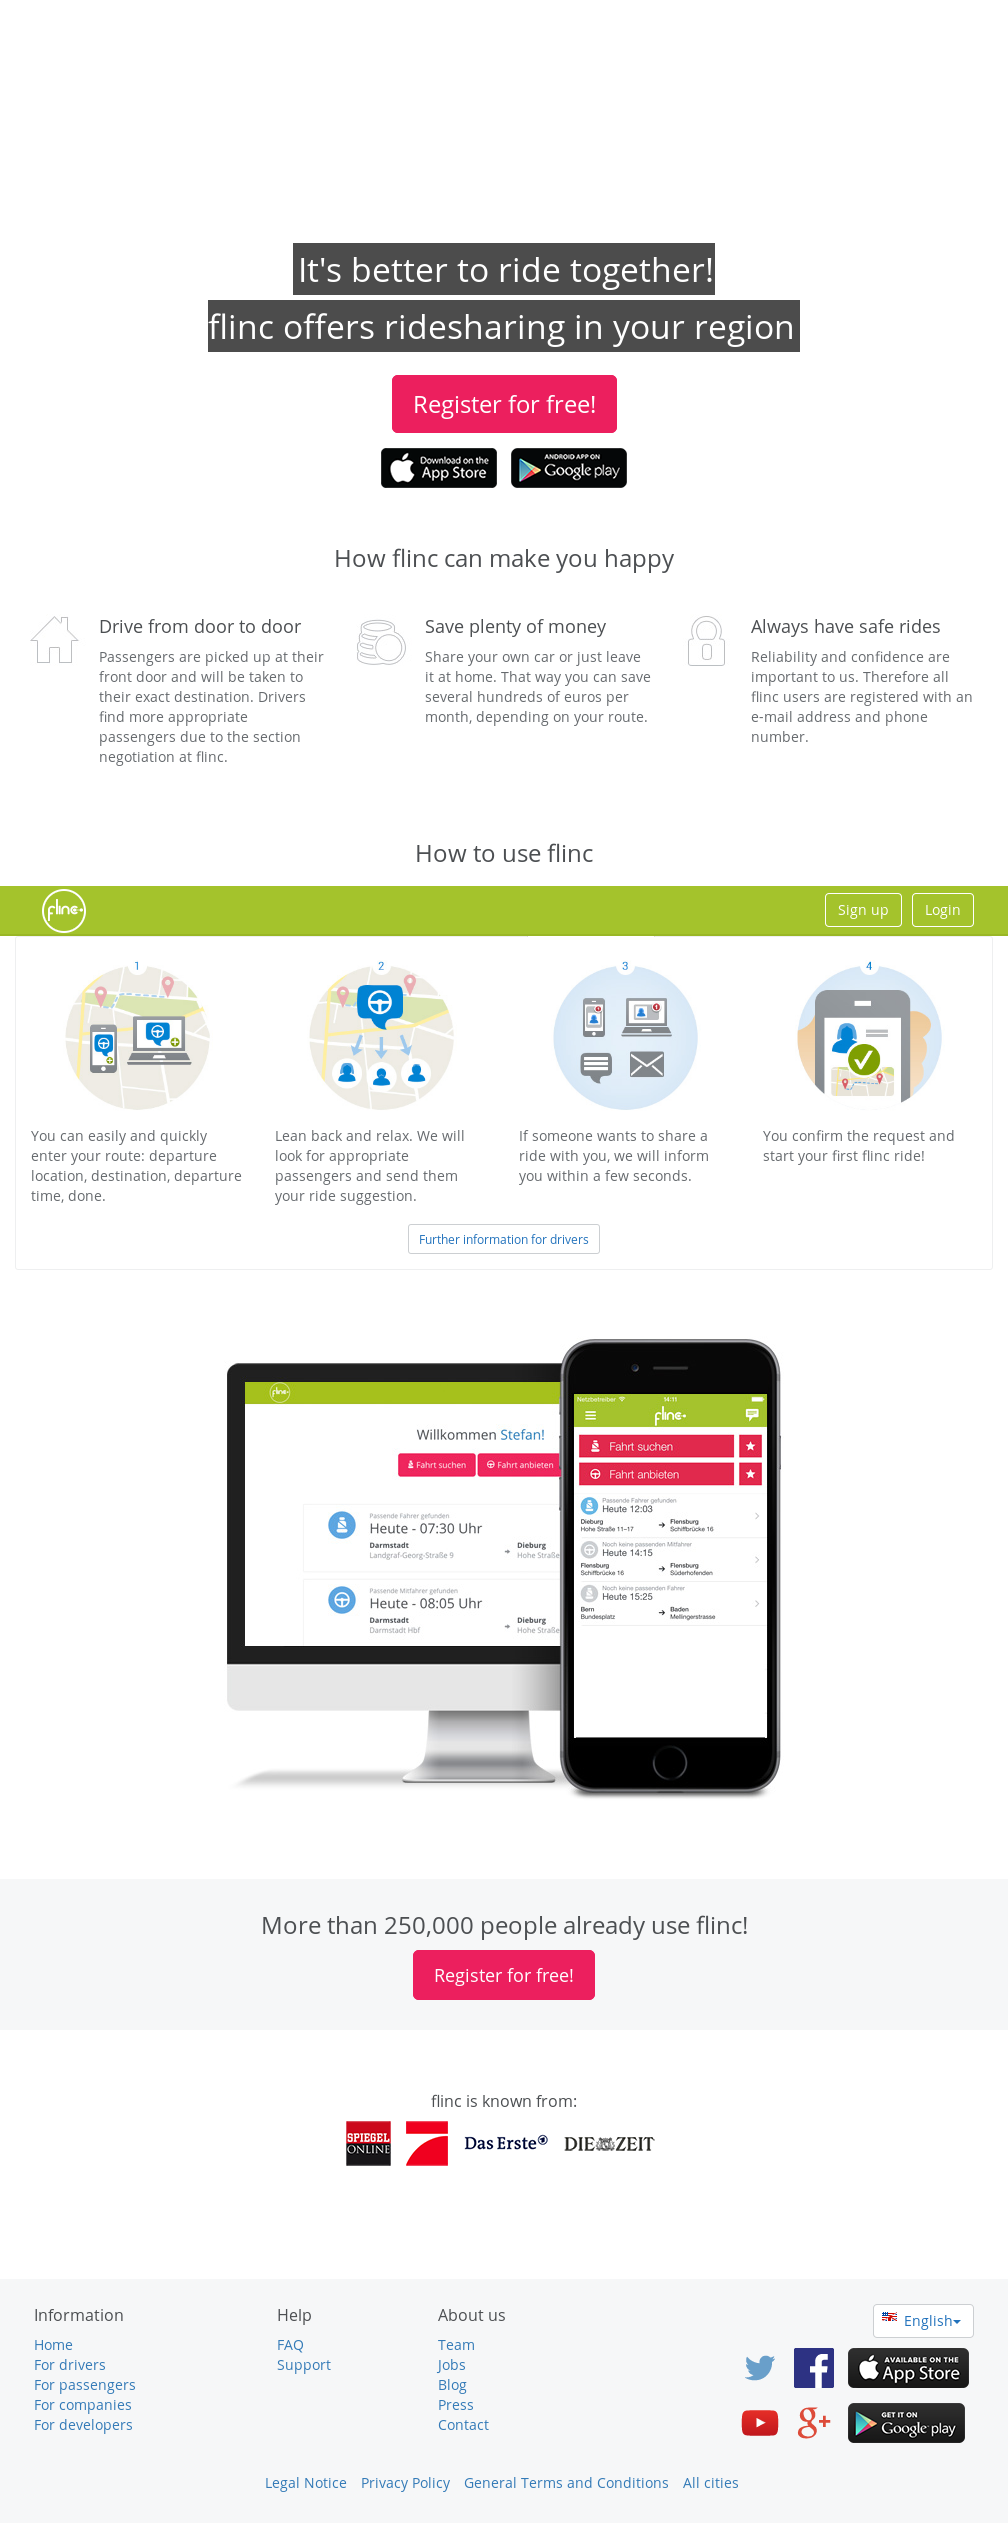 It's better to ride together!
flinc offers ridesharing in your region
Register for free!
Download on the
App Store
ANDROID APP ON
Google play
How flinc can make you happy
Drive from door to door
Passengers are picked up at their
front door and will be taken to
their exact destination. Drivers
find more appropriate
passengers due to the section
negotiation at flinc.
Save plenty of money
Share your own car or just leave
it at home. That way you can save
several hundreds of euros per
month, depending on your route.
Always have safe rides
Reliability and confidence are
important to us. Therefore all
flinc users are registered with an
e-mail address and phone
number.
How to use flinc
flinc
Sign up
Login
1
You can easily and quickly
enter your route: departure
location, destination, departure
time, done.
2
Lean back and relax. We will
look for appropriate
passengers and send them
your ride suggestion.
3
If someone wants to share a
ride with you, we will inform
you within a few seconds.
4
You confirm the request and
start your first flinc ride!
Further information for drivers
flinc
Willkommen Stefan!
Fahrt suchen
Fahrt anbieten
Passende Fahrer gefunden
Heute - 07:30 Uhr
Darmstadt
Dieburg
Landgraf-Georg-Straße 9
Hohe Straße
Passende Mitfahrer gefunden
Heute - 08:05 Uhr
Darmstadt
Dieburg
Darmstadt Hbf
Hohe Straße
Netzbetreiber
14:11
flinc
Fahrt suchen
Fahrt anbieten
Passende Fahrer gefunden
Heute 12:03
Dieburg
Flensburg
Hohe Straße 11-17
Schiffbrücke 16
Noch keine passenden Mitfahrer
Heute 14:15
Flensburg
Flensburg
Schiffbrücke 16
Süderhofenden
Noch keine passenden Fahrer
Heute 15:25
Bern
Baden
Bundesplatz
Mellingerstrasse
More than 250,000 people already use flinc!
Register for free!
flinc is known from:
SPIEGEL
ONLINE
Das Erste
DIE ZEIT
Information
Home
For drivers
For passengers
For companies
For developers
Help
FAQ
Support
About us
Team
Jobs
Blog
Press
Contact
English
AVAILABLE ON THE
App Store
GET IT ON
Google play
Legal Notice
Privacy Policy
General Terms and Conditions
All cities